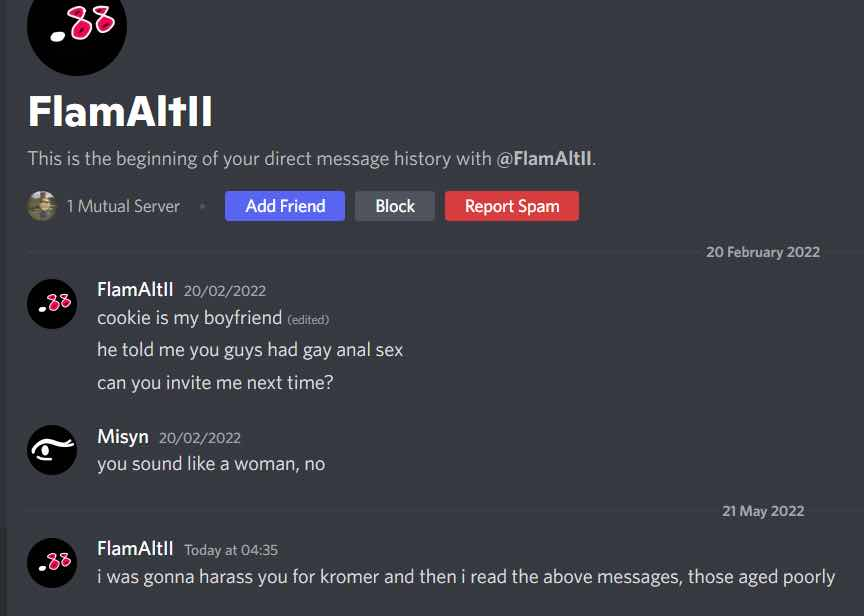 FlamAltII
This is the beginning of your direct message history with @FlamAltII.
1 Mutual Server • Add Friend Block Report Spam
20 February 2022
FlamAltII 20/02/2022
cookie is my boyfriend (edited)
he told me you guys had gay anal sex
can you invite me next time?
Misyn 20/02/2022
you sound like a woman, no
21 May 2022
FlamAltII Today at 04:35
i was gonna harass you for kromer and then i read the above messages, those aged poorly